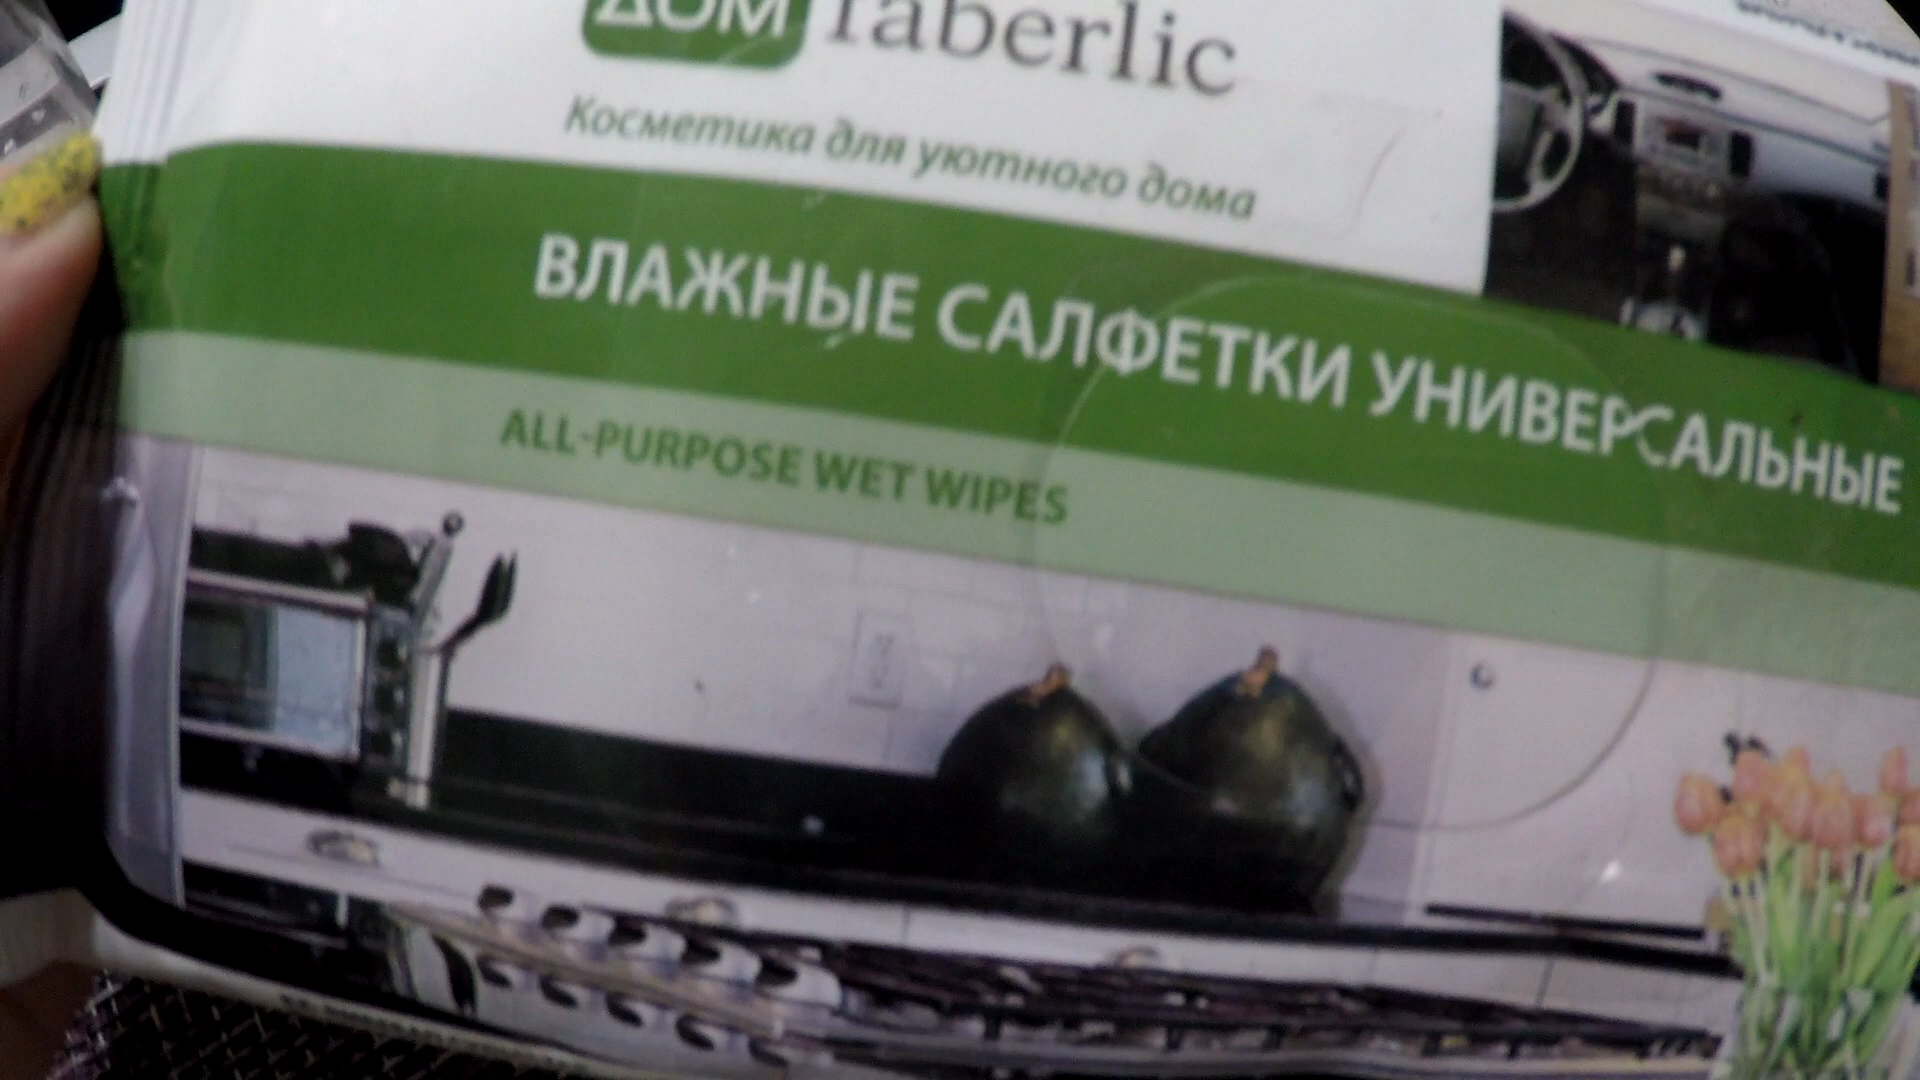 ДОМ faberlic
Косметика для уютного дома
ВЛАЖНЫЕ САЛФЕТКИ УНИВЕРСАЛЬНЫЕ
ALL-PURPOSE WET WIPES